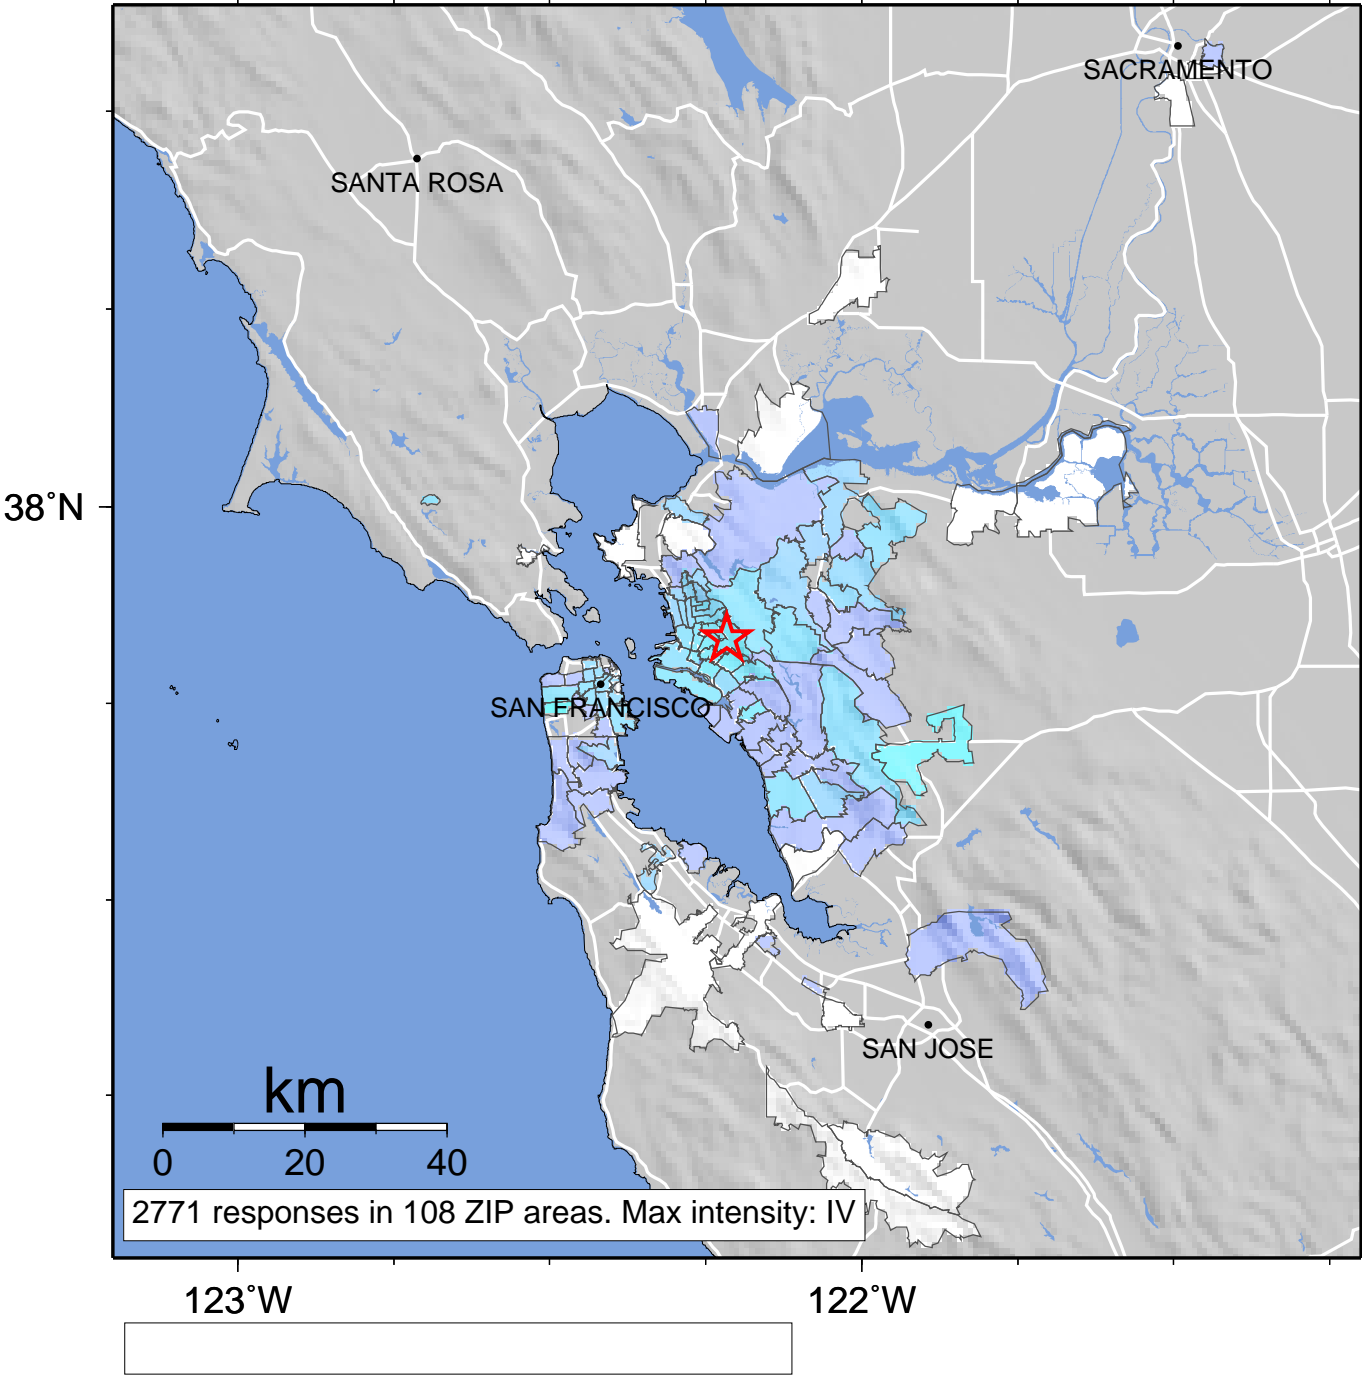 SACRAMENTO
SANTA ROSA
38˚N
SAN FRANCISCO
SAN JOSE
km
0 20 40
2771 responses in 108 ZIP areas. Max intensity: IV
123˚W 122˚W